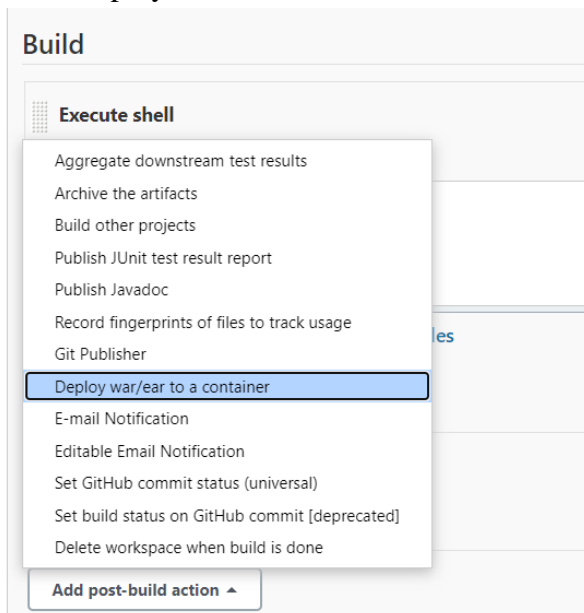 Build
Execute shell
Aggregate downstream test results
Archive the artifacts
Build other projects
Publish JUnit test result report
Publish Javadoc
Record fingerprints of files to track usage
les
Git Publisher
Deploy war/ear to a container
E-mail Notification
Editable Email Notification
Set GitHub commit status (universal)
Set build status on GitHub commit [deprecated]
Delete workspace when build is done
Add post-build action ▲